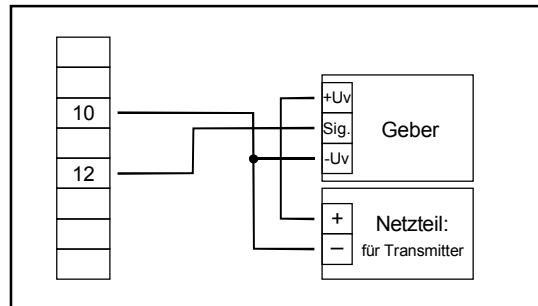 10
12
+Uv
Sig.
-Uv
Geber
+
−
Netzteil:
für Transmitter